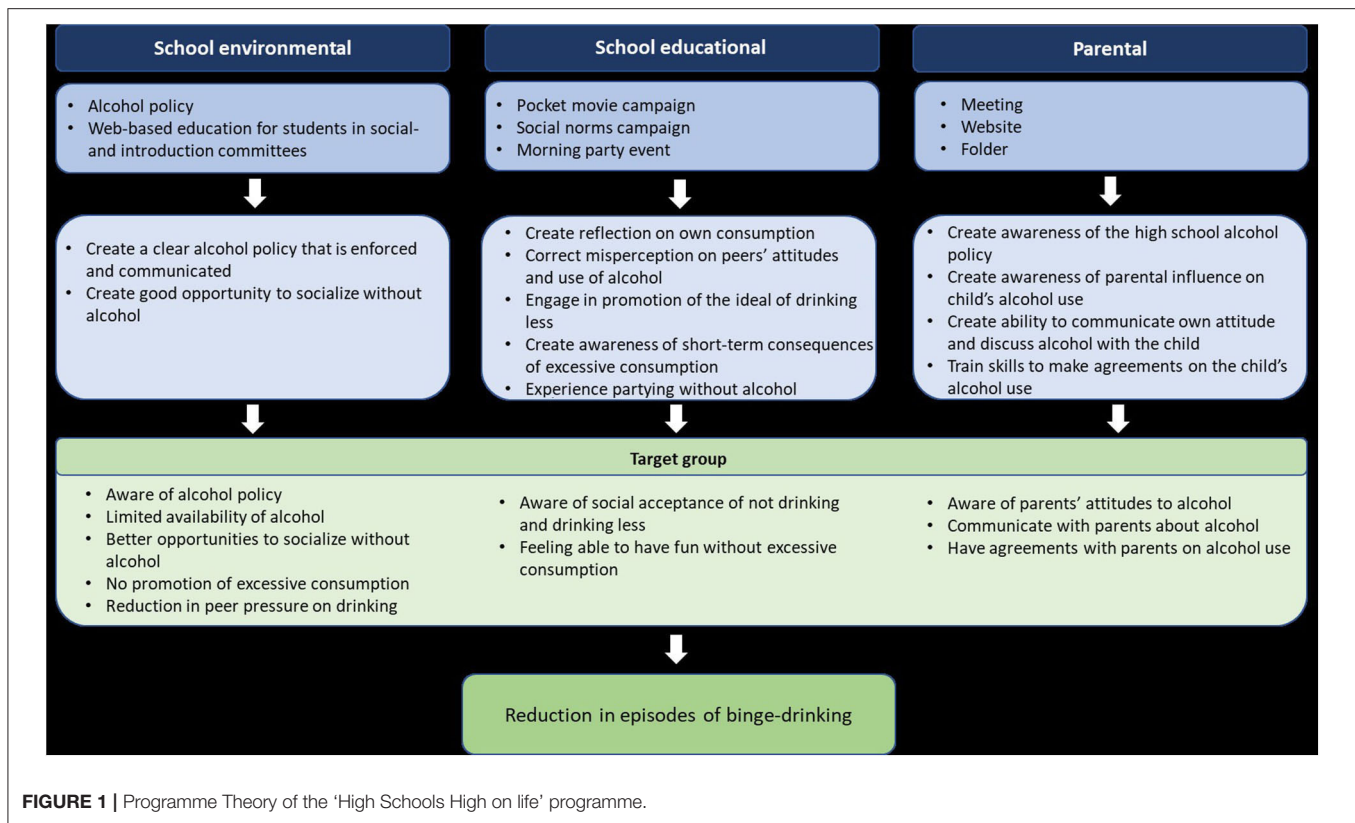 School environmental
• Alcohol policy
• Web-based education for students in social-
and introduction committees
• Create a clear alcohol policy that is enforced
and communicated
• Create good opportunity to socialize without
alcohol
School educational
• Pocket movie campaign
• Social norms campaign
• Morning party event
• Create reflection on own consumption
• Correct misperception on peers' attitudes
and use of alcohol
• Engage in promotion of the ideal of drinking
less
• Create awareness of short-term consequences
of excessive consumption
• Experience partying without alcohol
Parental
• Meeting
• Website
• Folder
• Create awareness of the high school alcohol
policy
• Create awareness of parental influence on
child's alcohol use
• Create ability to communicate own attitude
and discuss alcohol with the child
• Train skills to make agreements on the child's
alcohol use
Target group
• Aware of alcohol policy
• Limited availability of alcohol
• Better opportunities to socialize without
alcohol
• No promotion of excessive consumption
• Reduction in peer pressure on drinking
• Aware of social acceptance of not drinking
and drinking less
• Feeling able to have fun without excessive
consumption
• Aware of parents' attitudes to alcohol
• Communicate with parents about alcohol
• Have agreements with parents on alcohol use
Reduction in episodes of binge-drinking
FIGURE 1 | Programme Theory of the 'High Schools High on life' programme.